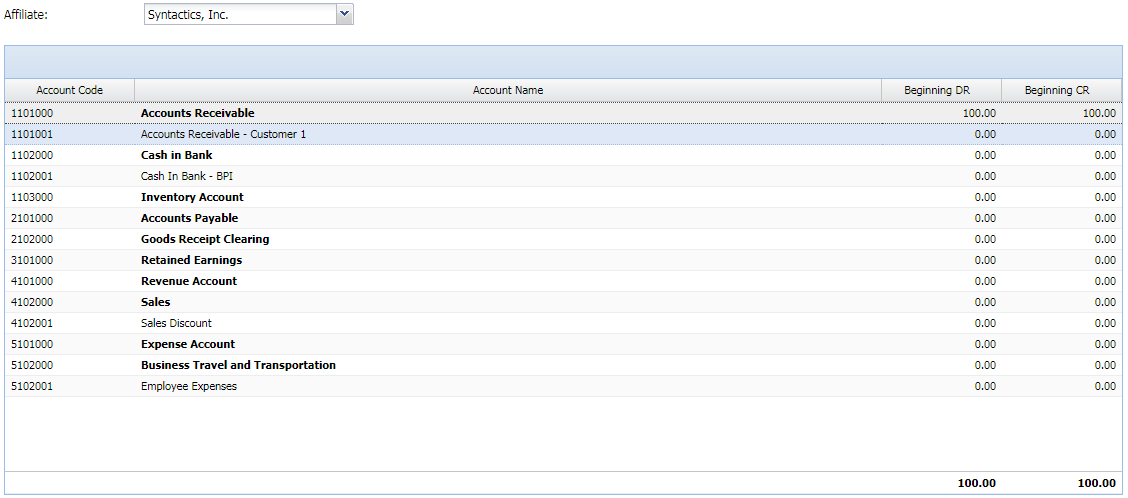 Affiliate: Syntactics, Inc.
Account Code Account Name Beginning DR Beginning CR
1101000 Accounts Receivable 100.00 100.00
1101001 Accounts Receivable - Customer 1 0.00 0.00
1102000 Cash in Bank 0.00 0.00
1102001 Cash In Bank - BPI 0.00 0.00
1103000 Inventory Account 0.00 0.00
2101000 Accounts Payable 0.00 0.00
2102000 Goods Receipt Clearing 0.00 0.00
3101000 Retained Earnings 0.00 0.00
4101000 Revenue Account 0.00 0.00
4102000 Sales 0.00 0.00
4102001 Sales Discount 0.00 0.00
5101000 Expense Account 0.00 0.00
5102000 Business Travel and Transportation 0.00 0.00
5102001 Employee Expenses 0.00 0.00
100.00 100.00